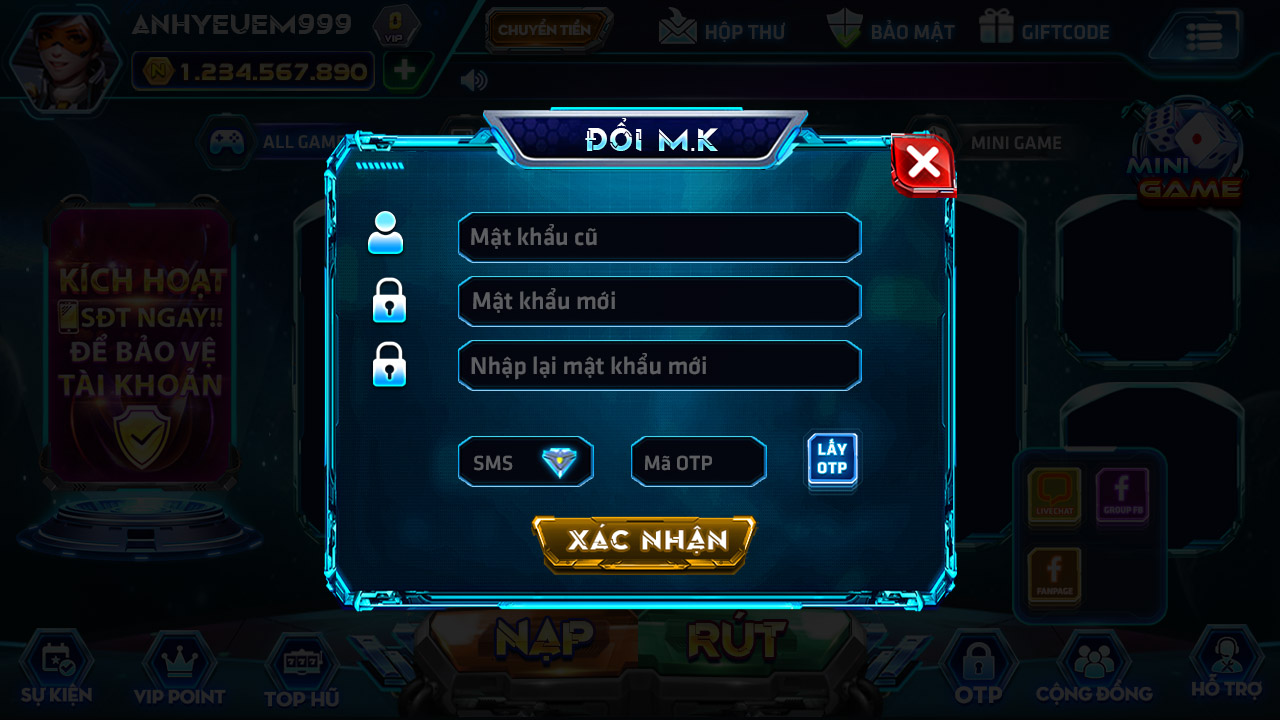 ANHYEUEM999
VIP
1.234.567.890
CHUYỂN TIỀN
HỘP THƯ
BẢO MẬT
GIFTCODE
ALL GAM
MINI GAME
MINI
GAME
ĐỔI M.K
KÍCH HOẠT
SĐT NGAY!!
ĐỂ BẢO VỆ
TÀI KHOẢN
Mật khẩu cũ
Mật khẩu mới
Nhập lại mật khẩu mới
SMS
Mã OTP
LẤY
OTP
XÁC NHẬN
LIVECHAT
GROUP FB
FANPAGE
SỰ KIỆN
VIP POINT
777
TOP HŨ
NẠP
RÚT
OTP
CỘNG ĐỒNG
HỖ TRỢ